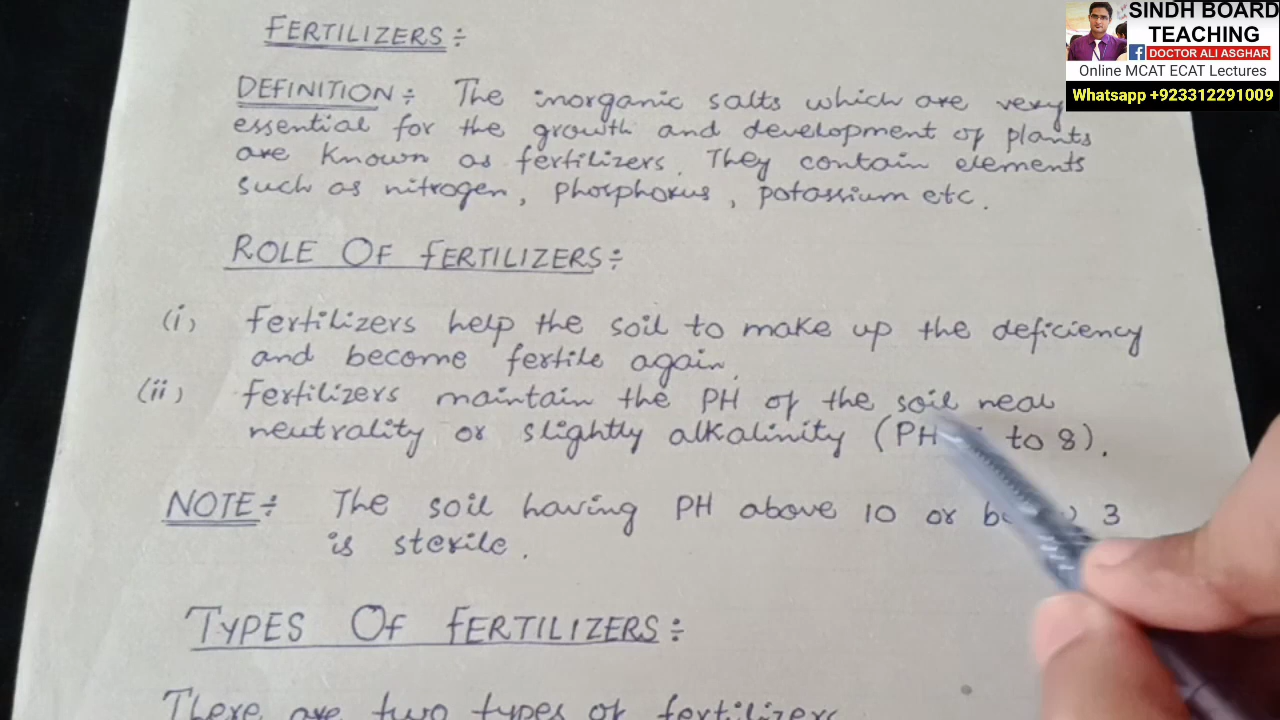 SINDH BOARD
TEACHING
DOCTOR ALI ASGHAR
Online MCAT ECAT Lectures
Whatsapp +923312291009
FERTILIZERS:
DEFINITION: The inorganic salts which are very
essential for the growth and development of plants
are known as fertilizers. They contain elements
such as nitrogen, phosphorus, potassium etc.
ROLE OF FERTILIZERS:
(i) Fertilizers help the soil to make up the deficiency
and become fertile again.
(ii) Fertilizers maintain the PH of the soil near
neutrality or slightly alkalinity (PH to 8).
NOTE: The soil having PH above 10 or 3
is sterile.
TYPES OF FERTILIZERS:
There are two types of fertilizers